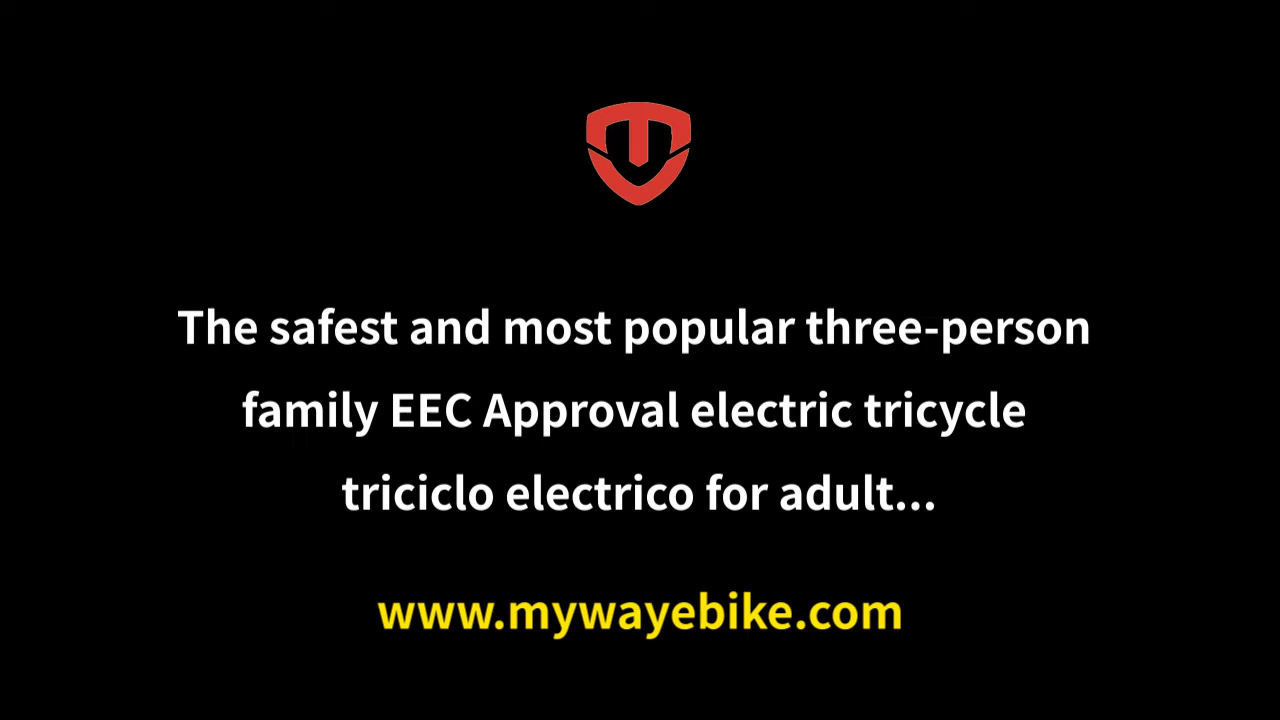 The safest and most popular three-person
family EEC Approval electric tricycle
triciclo electrico for adult...
www.mywayebike.com